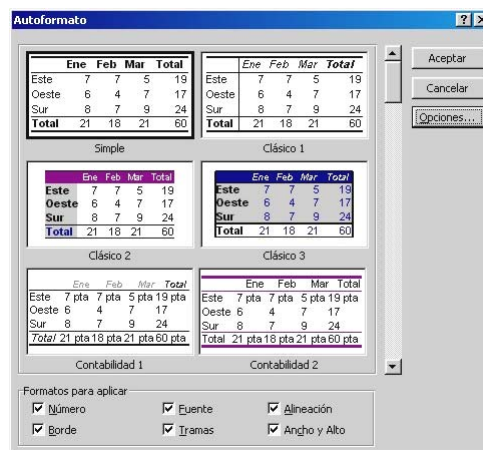 Autoformato
Ene Feb Mar Total
Este 7 7 5 19
Oeste 6 4 7 17
Sur 8 7 9 24
Total 21 18 21 60
Simple
Ene Feb Mar Total
Este 7 7 5 19
Oeste 6 4 7 17
Sur 8 7 9 24
Total 21 18 21 60
Clásico 1
Aceptar
Cancelar
Opciones...
Ene Feb Mar Total
Este 7 7 5 19
Oeste 6 4 7 17
Sur 8 7 9 24
Total 21 18 21 60
Clásico 2
Ene Feb Mar Total
Este 7 7 5 19
Oeste 6 4 7 17
Sur 8 7 9 24
Total 21 18 21 60
Clásico 3
Ene Feb Mar Total
Este 7 pta 7 pta 5 pta 19 pta
Oeste 6 4 7 17
Sur 8 7 9 24
Total 21 pta 18 pta 21 pta 60 pta
Contabilidad 1
Ene Feb Mar Total
Este 7 pta 7 pta 5 pta 19 pta
Oeste 6 4 7 17
Sur 8 7 9 24
Total 21 pta 18 pta 21 pta 60 pta
Contabilidad 2
Formatos para aplicar
Número Fuente Alineación
Borde Tramas Ancho y Alto